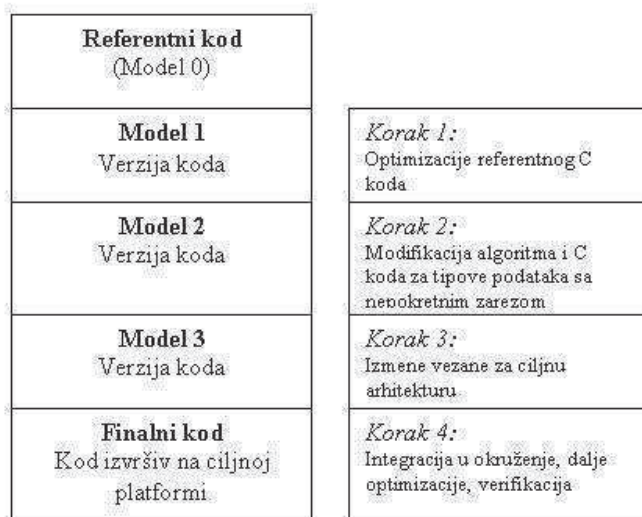 Referentni kod
(Model 0)
Model 1
Verzija koda
Korak 1:
Optimizacije referentnog C
koda
Model 2
Verzija koda
Korak 2:
Modifikacija algoritma i C
koda za tipove podataka sa
nepokretnim zarezom
Model 3
Verzija koda
Korak 3:
Izmene vezane za ciljnu
arhitekturu
Finalni kod
Kod izvršiv na ciljnoj
platformi
Korak 4:
Integracija u okruženje, dalje
optimizacije, verifikacija